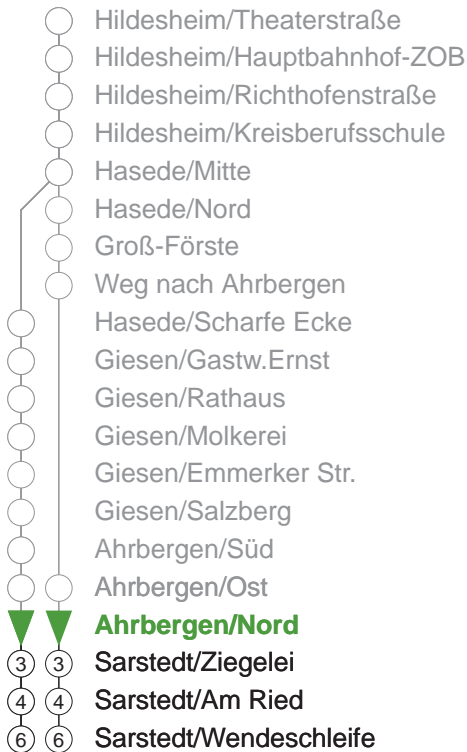 Hildesheim/Theaterstraße
Hildesheim/Hauptbahnhof-ZOB
Hildesheim/Richthofenstraße
Hildesheim/Kreisberufsschule
Hasede/Mitte
Hasede/Nord
Groß-Förste
Weg nach Ahrbergen
Hasede/Scharfe Ecke
Giesen/Gastw.Ernst
Giesen/Rathaus
Giesen/Molkerei
Giesen/Emmerker Str.
Giesen/Salzberg
Ahrbergen/Süd
Ahrbergen/Ost
Ahrbergen/Nord
3 3 Sarstedt/Ziegelei
4 4 Sarstedt/Am Ried
6 6 Sarstedt/Wendeschleife